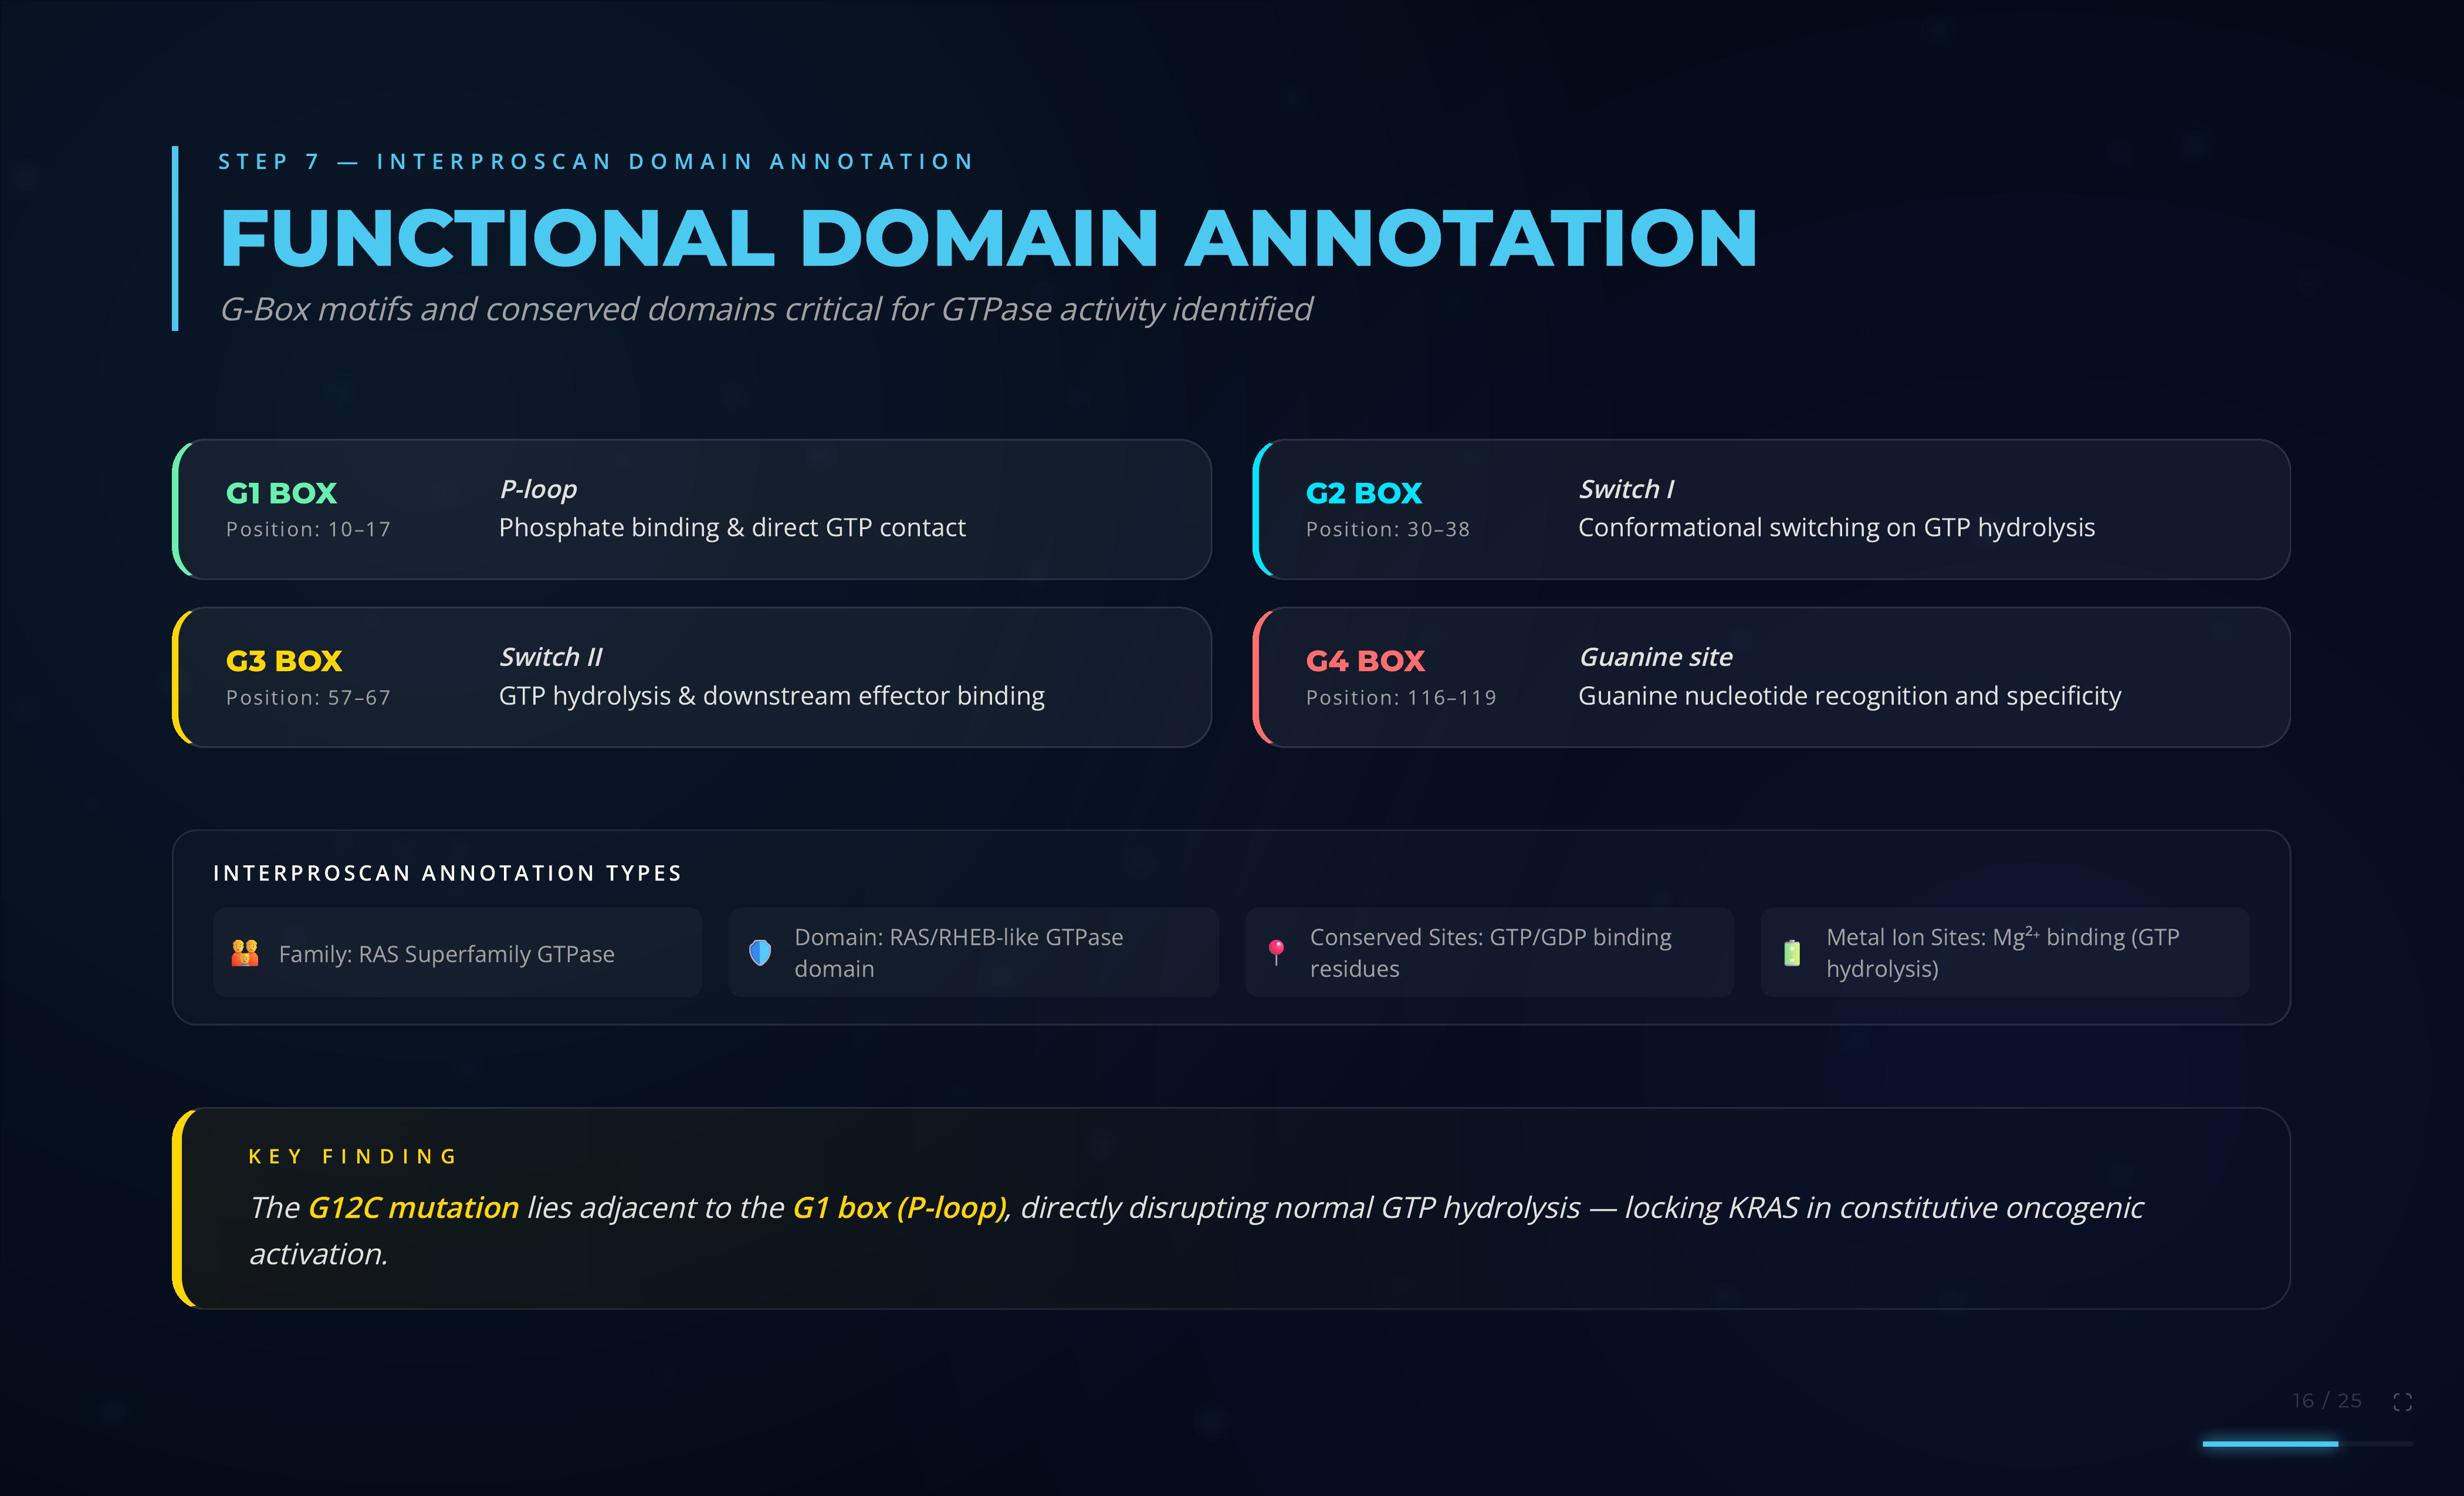 STEP 7 — INTERPROSCAN DOMAIN ANNOTATION
FUNCTIONAL DOMAIN ANNOTATION
G-Box motifs and conserved domains critical for GTPase activity identified
G1 BOX
Position: 10–17
P-loop
Phosphate binding & direct GTP contact
G2 BOX
Position: 30–38
Switch I
Conformational switching on GTP hydrolysis
G3 BOX
Position: 57–67
Switch II
GTP hydrolysis & downstream effector binding
G4 BOX
Position: 116–119
Guanine site
Guanine nucleotide recognition and specificity
INTERPROSCAN ANNOTATION TYPES
Family: RAS Superfamily GTPase
Domain: RAS/RHEB-like GTPase
domain
Conserved Sites: GTP/GDP binding
residues
Metal Ion Sites: Mg²⁺ binding (GTP
hydrolysis)
KEY FINDING
The G12C mutation lies adjacent to the G1 box (P-loop), directly disrupting normal GTP hydrolysis — locking KRAS in constitutive oncogenic
activation.
16 / 25